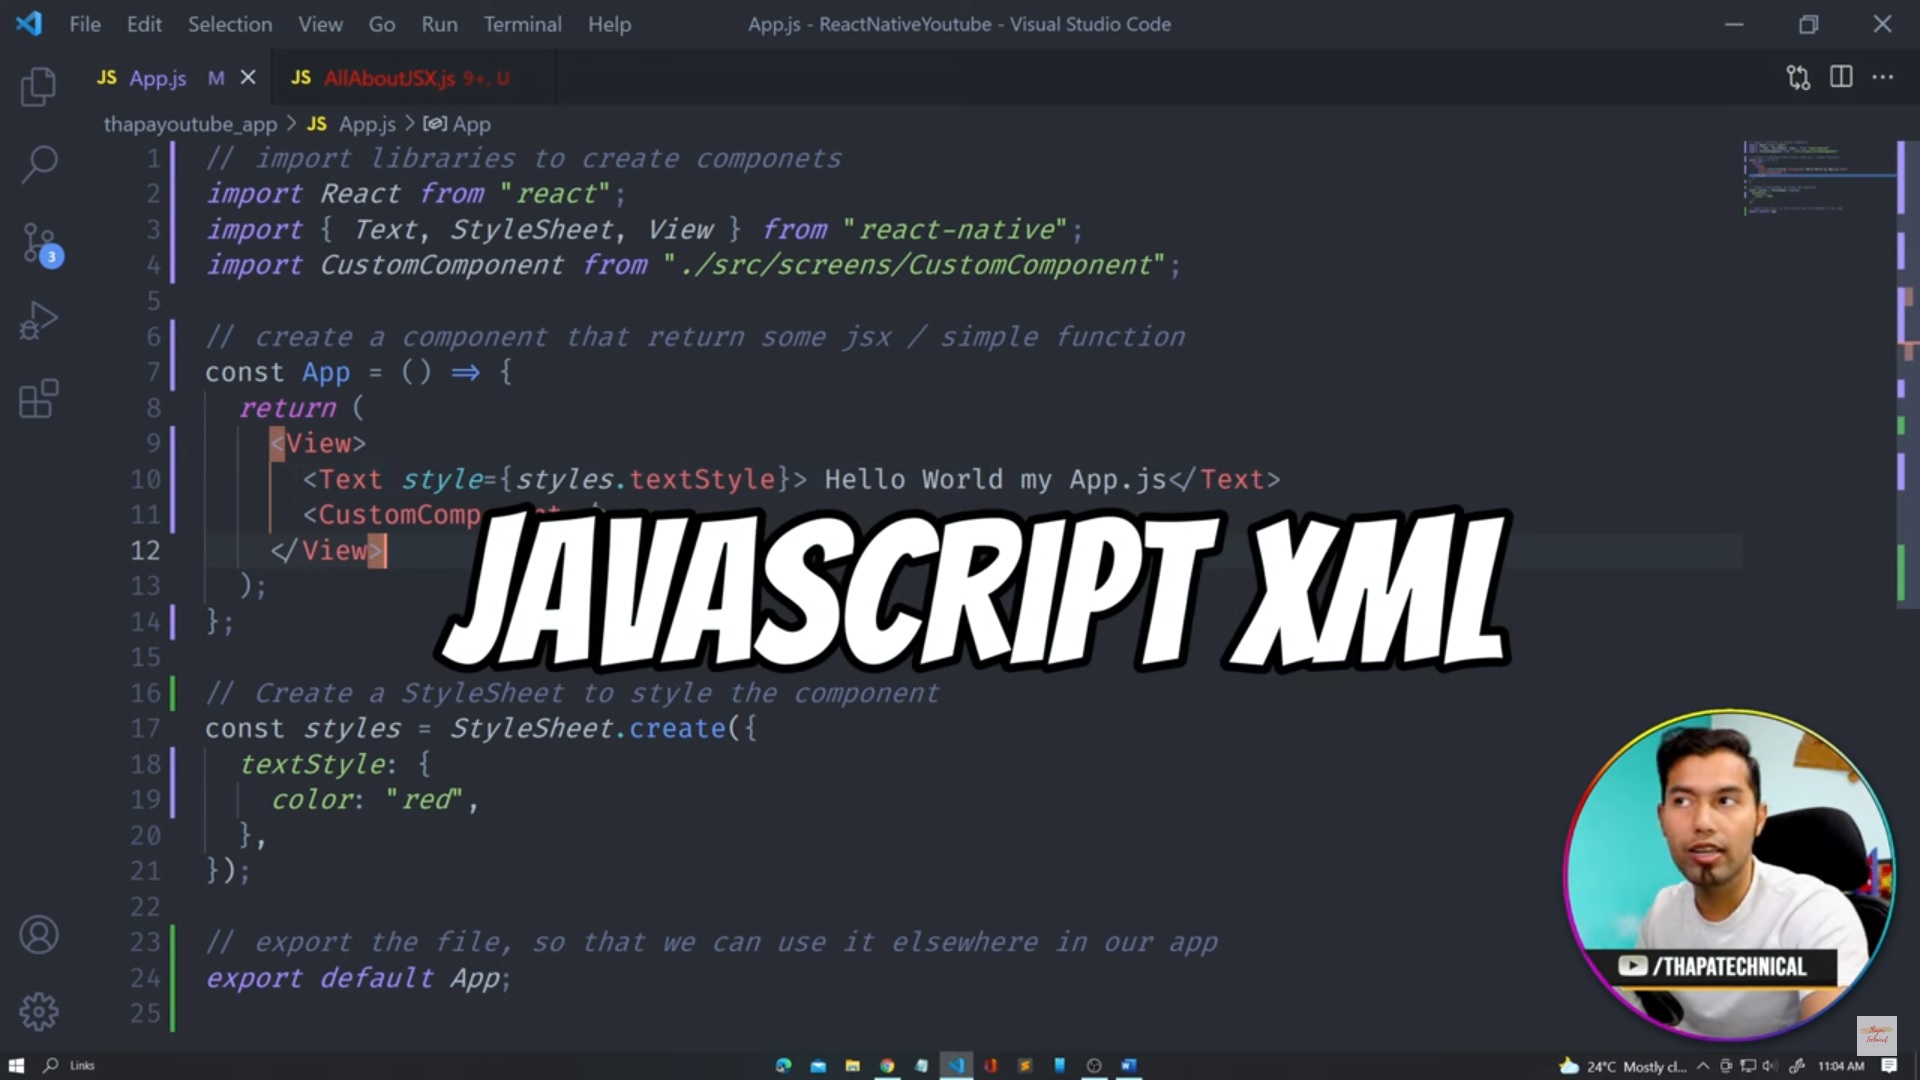 File Edit Selection View Go Run Terminal Help App.js - ReactNativeYoutube - Visual Studio Code
JS App.js M JS AllAboutJSX.js 9+, U
thapayoutube_app > JS App.js > App
3
1 // import libraries to create componets
2 import React from "react";
3 import { Text, StyleSheet, View } from "react-native";
4 import CustomComponent from "./src/screens/CustomComponent";
5
6 // create a component that return some jsx / simple function
7 const App = () => {
8 return (
9 <View>
10 <Text style={styles.textStyle}> Hello World my App.js</Text>
11 <CustomComp
12 </View>
13 );
14 };
JAVASCRIPT XML
15
16 // Create a StyleSheet to style the component
17 const styles = StyleSheet.create({
18 textStyle: {
19 color: "red",
20 },
21 });
22
23 // export the file, so that we can use it elsewhere in our app
24 export default App;
25
/THAPATECHNICAL
Links 24°C Mostly cl... 11:04 AM